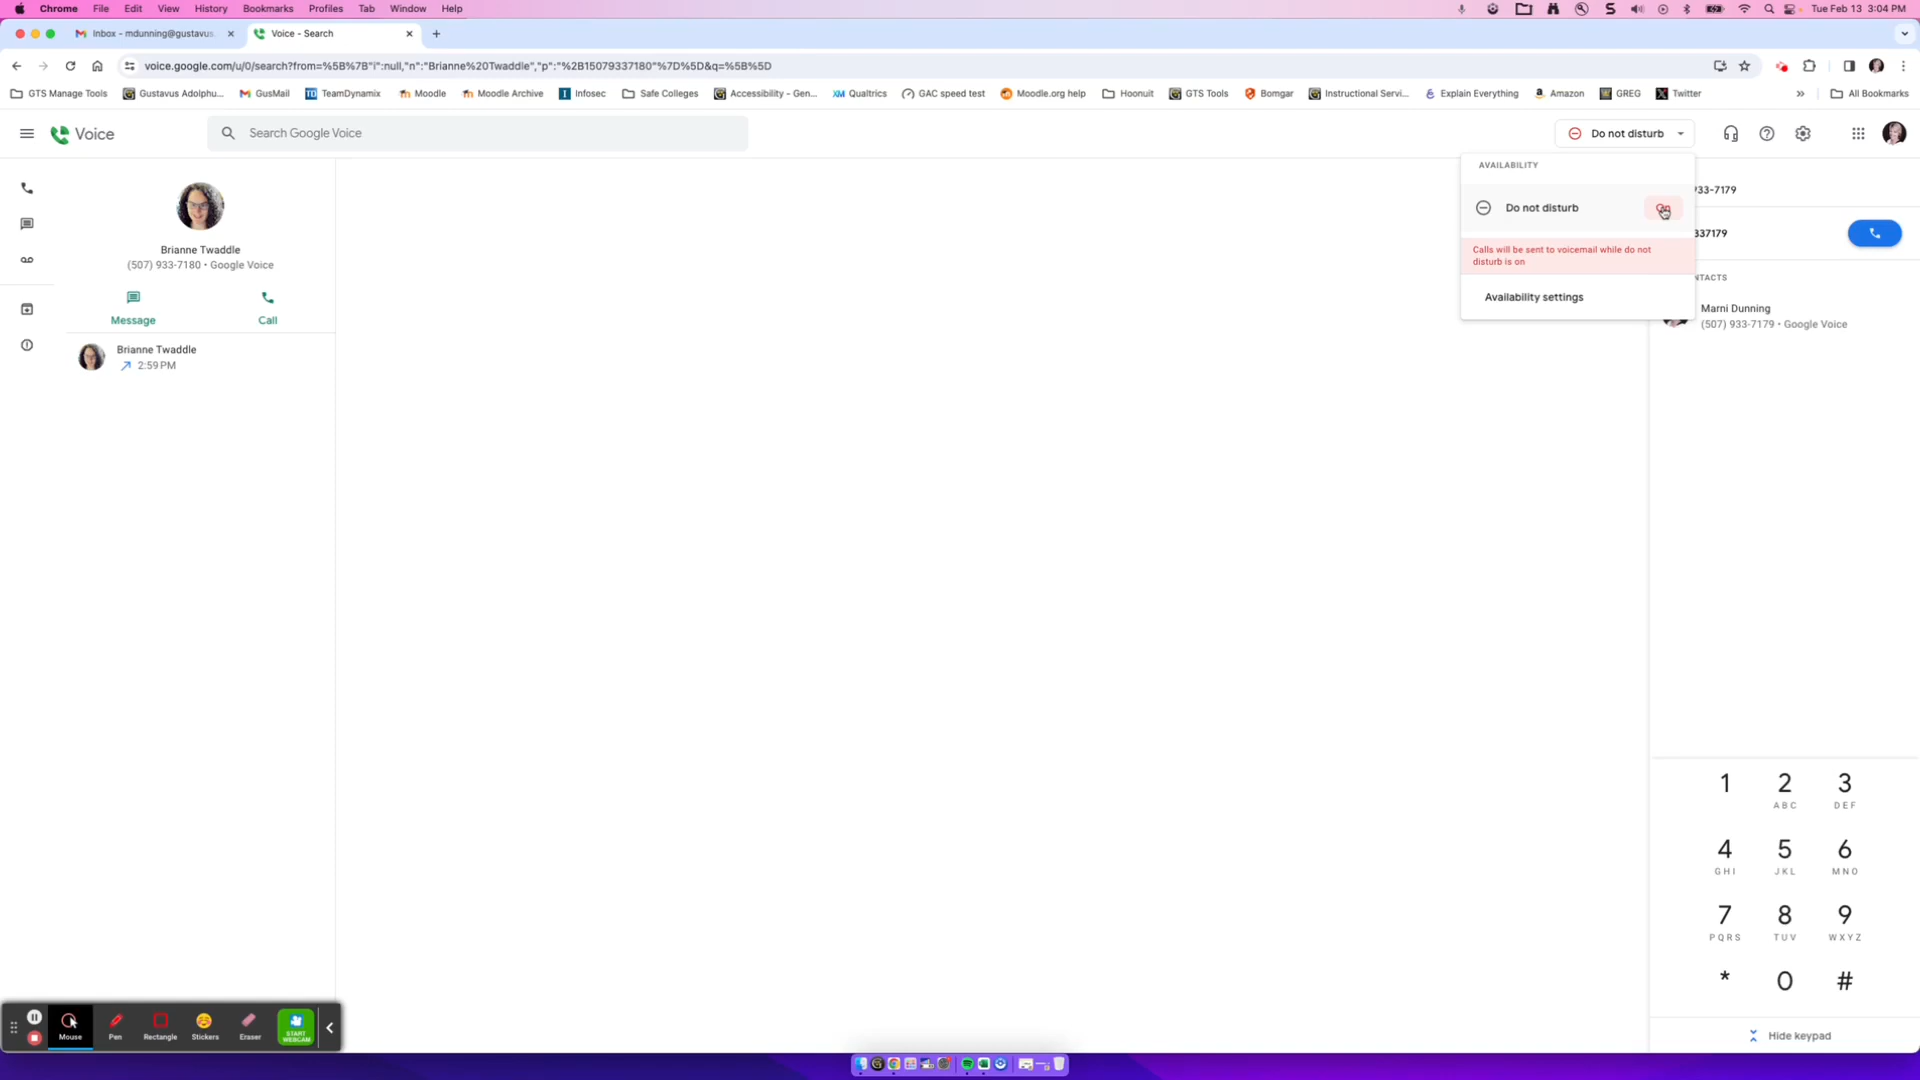 Chrome File Edit View History Bookmarks Profiles Tab Window Help
Tue Feb 13 3:04 PM
Inbox - mdunning@gustavus.
Voice - Search
voice.google.com/u/0/search?from=%5B%7B"i":null,"n":"Brianne%20Twaddle","p":"%2B15079337180"%7D%5D&q=%5B%5D
GTS Manage Tools Gustavus Adolphu... GusMail TeamDynamix Moodle Moodle Archive Infosec Safe Colleges Accessibility - Gen... Qualtrics GAC speed test Moodle.org help Hoonuit GTS Tools Bomgar Instructional Servi... Explain Everything Amazon GREG Twitter All Bookmarks
Voice
Search Google Voice
Do not disturb
AVAILABILITY
Do not disturb
Calls will be sent to voicemail while do not
disturb is on
Availability settings
33-7179
37179
NTACTS
Marni Dunning
(507) 933-7179 • Google Voice
Brianne Twaddle
(507) 933-7180 • Google Voice
Message Call
Brianne Twaddle
2:59 PM
1 2 3
ABC DEF
4 5 6
GHI JKL MNO
7 8 9
PQRS TUV WXYZ
* 0 #
Hide keypad
Mouse Pen Rectangle Stickers Eraser START
WEBCAM